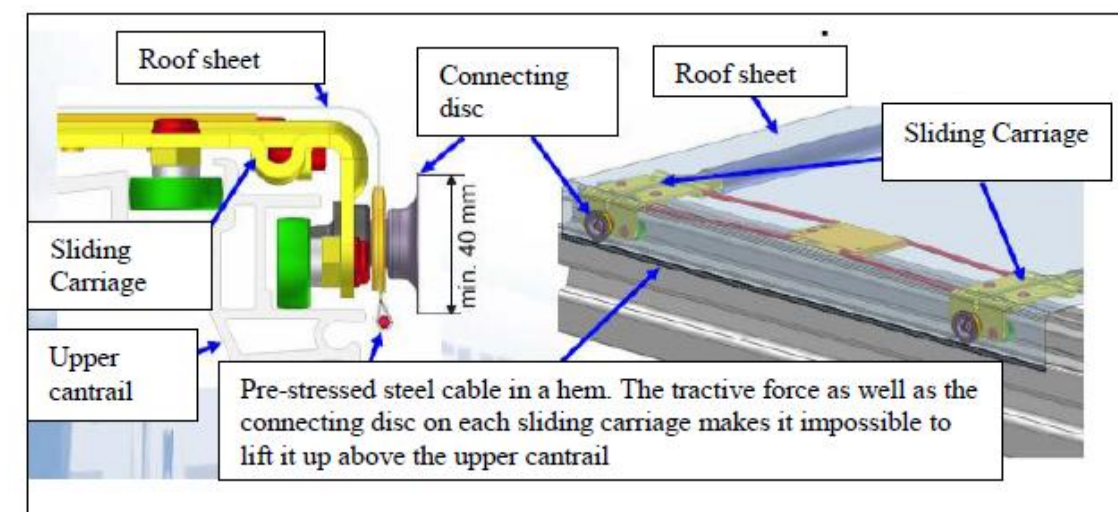 Roof sheet
Connecting
disc
Roof sheet
Sliding Carriage
Sliding
Carriage
min. 40 mm
Upper
cantrail
Pre-stressed steel cable in a hem. The tractive force as well as the
connecting disc on each sliding carriage makes it impossible to
lift it up above the upper cantrail